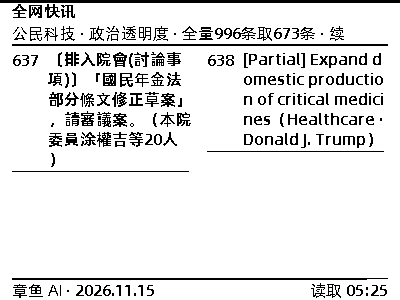 全网快讯
公民科技 · 政治透明度 · 全量996条取673条 · 续
637 〔排入院會(討論事
項)〕「國民年金法
部分條文修正草案」
，請審議案。（本院
委員涂權吉等20人
）
638 [Partial] Expand d
omestic productio
n of critical medici
nes（Healthcare ·
Donald J. Trump）
章鱼 AI · 2026.11.15
读取 05:25